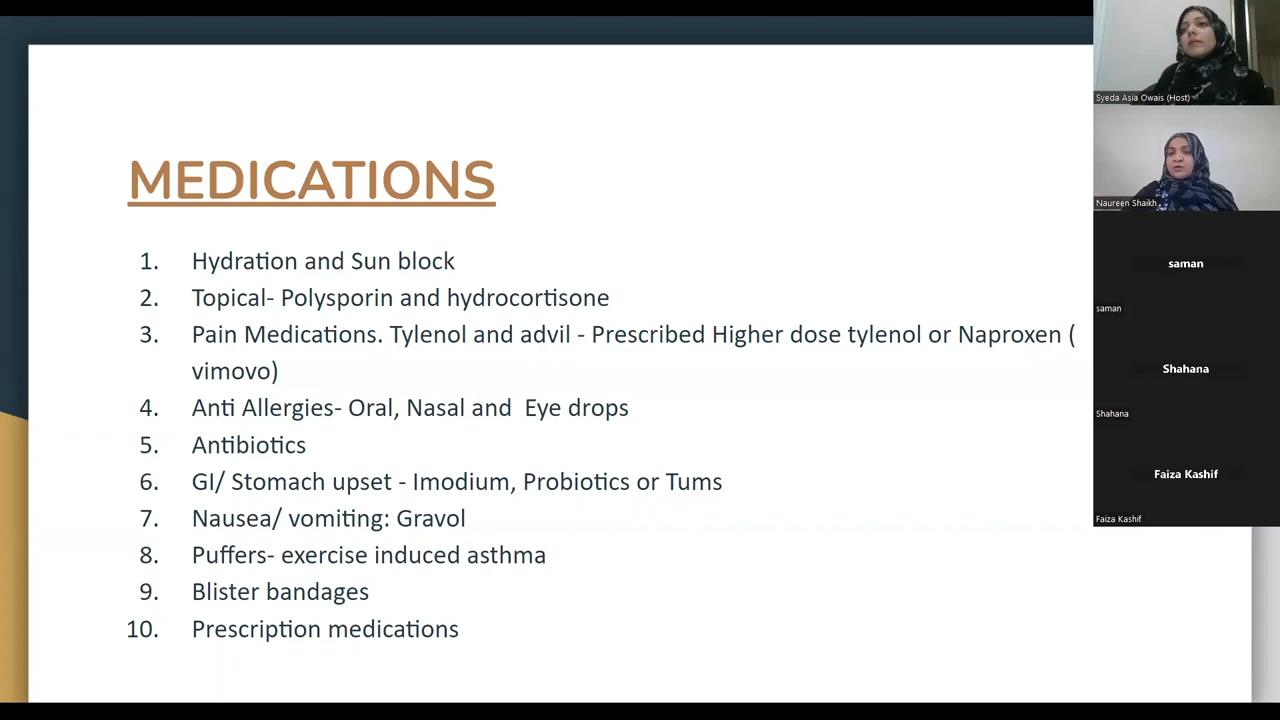 MEDICATIONS
1. Hydration and Sun block
2. Topical- Polysporin and hydrocortisone
3. Pain Medications. Tylenol and advil - Prescribed Higher dose tylenol or Naproxen (
vimovo)
4. Anti Allergies- Oral, Nasal and Eye drops
5. Antibiotics
6. GI/ Stomach upset - Imodium, Probiotics or Tums
7. Nausea/ vomiting: Gravol
8. Puffers- exercise induced asthma
9. Blister bandages
10. Prescription medications
Syeda Asia Owais (Host)
Naureen Shaikh
saman
saman
Shahana
Shahana
Faiza Kashif
Faiza Kashif